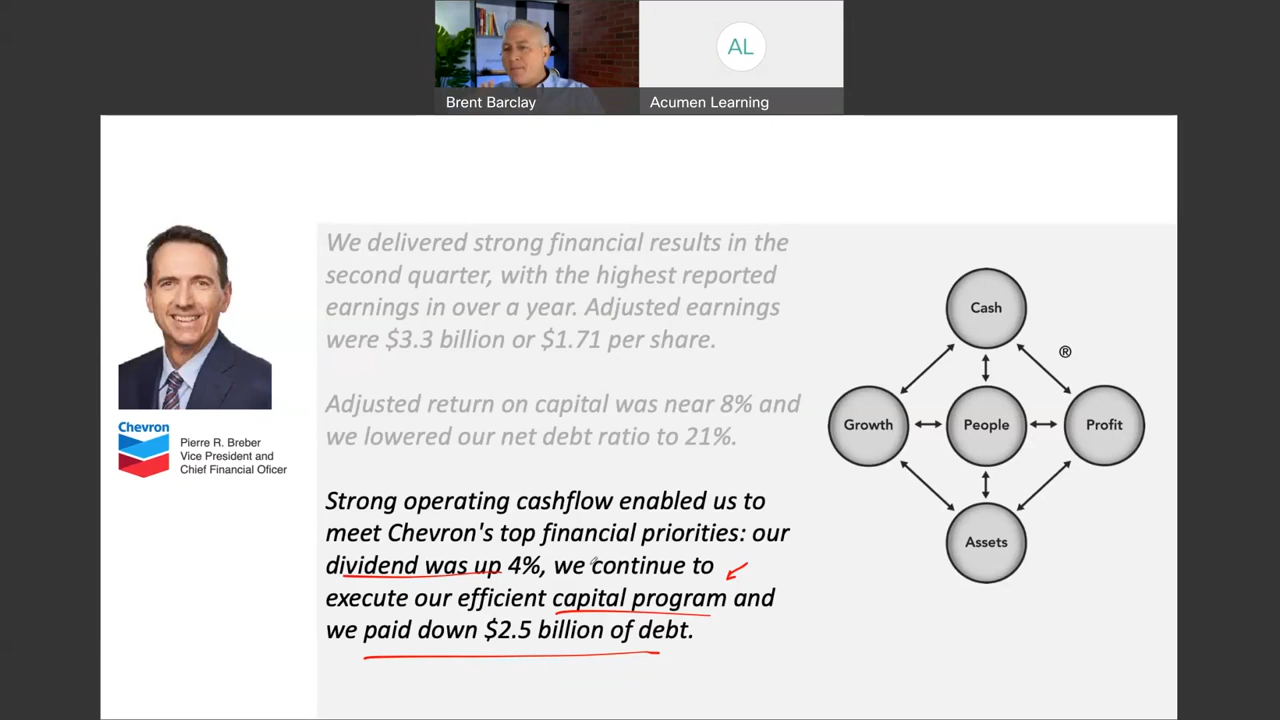 AL
Brent Barclay
Acumen Learning
We delivered strong financial results in the
second quarter, with the highest reported
earnings in over a year. Adjusted earnings
were $3.3 billion or $1.71 per share.
Adjusted return on capital was near 8% and
we lowered our net debt ratio to 21%.
Strong operating cashflow enabled us to
meet Chevron's top financial priorities: our
dividend was up 4%, we continue to
execute our efficient capital program and
we paid down $2.5 billion of debt.
Chevron
Pierre R. Breber
Vice President and
Chief Financial Oficer
Cash
®
Growth
People
Profit
Assets